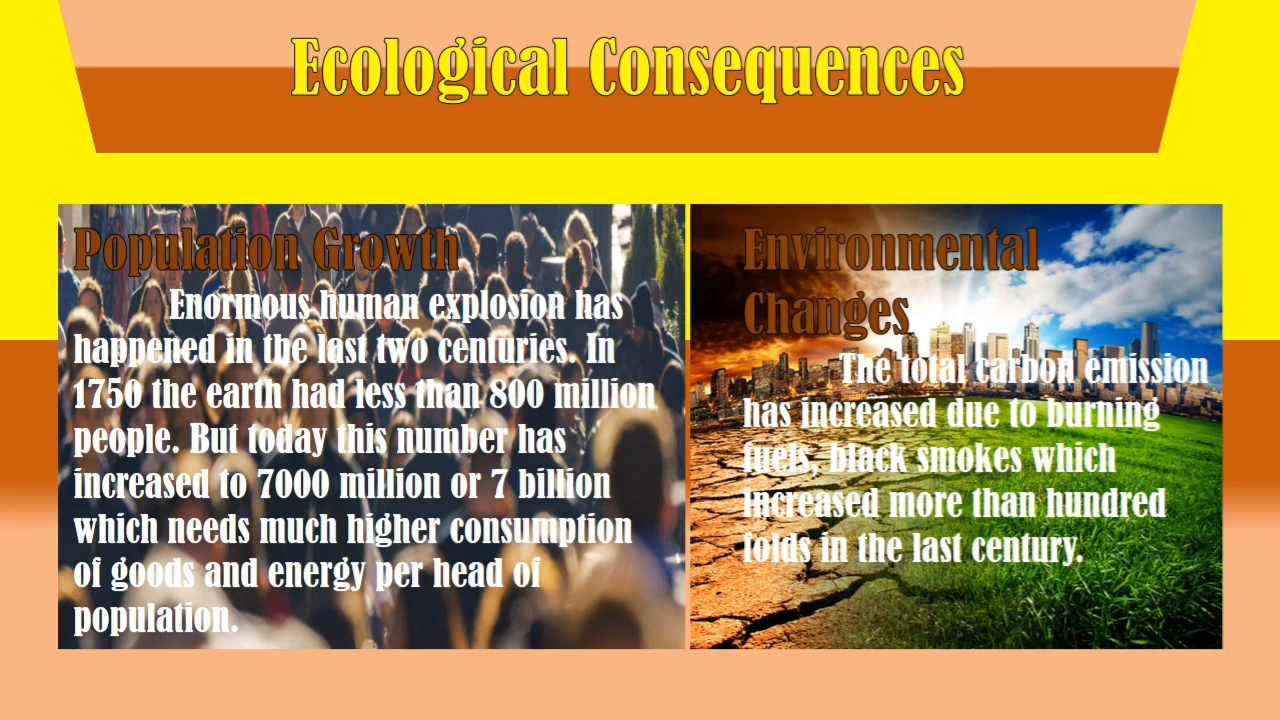 Ecological Consequences
Population Growth
Enormous human explosion has
happened in the last two centuries. In
1750 the earth had less than 800 million
people. But today this number has
increased to 7000 million or 7 billion
which needs much higher consumption
of goods and energy per head of
population.
Environmental
Changes
The total carbon emission
has increased due to burning
fuels, black smokes which
increased more than hundred
folds in the last century.